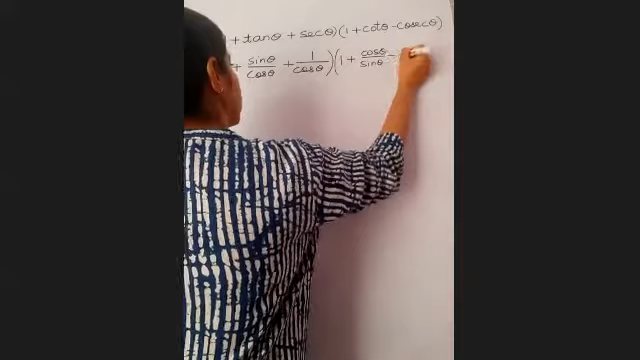 + tanθ + secθ)(1 + cotθ - cosecθ)
+ sinθ/cosθ + 1/cosθ)(1 + cosθ/sinθ -